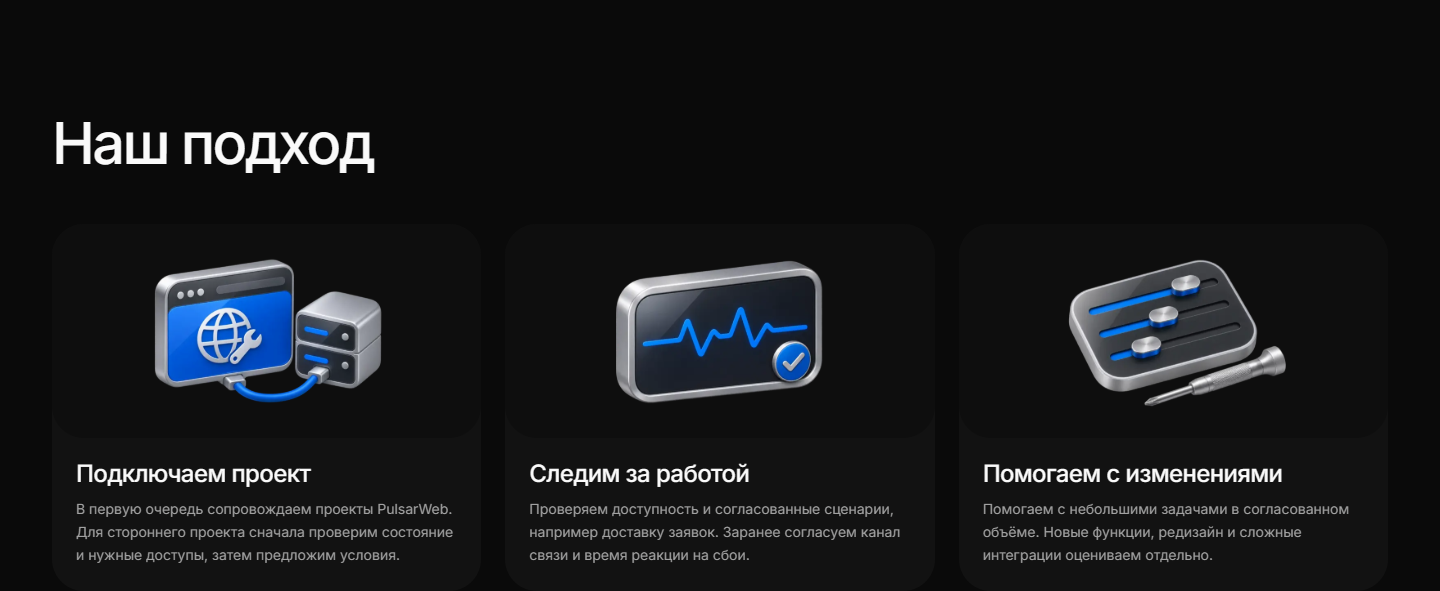 Наш подход
Подключаем проект
В первую очередь сопровождаем проекты PulsarWeb.
Для стороннего проекта сначала проверим состояние
и нужные доступы, затем предложим условия.
Следим за работой
Проверяем доступность и согласованные сценарии,
например доставку заявок. Заранее согласуем канал
связи и время реакции на сбои.
Помогаем с изменениями
Помогаем с небольшими задачами в согласованном
объёме. Новые функции, редизайн и сложные
интеграции оцениваем отдельно.